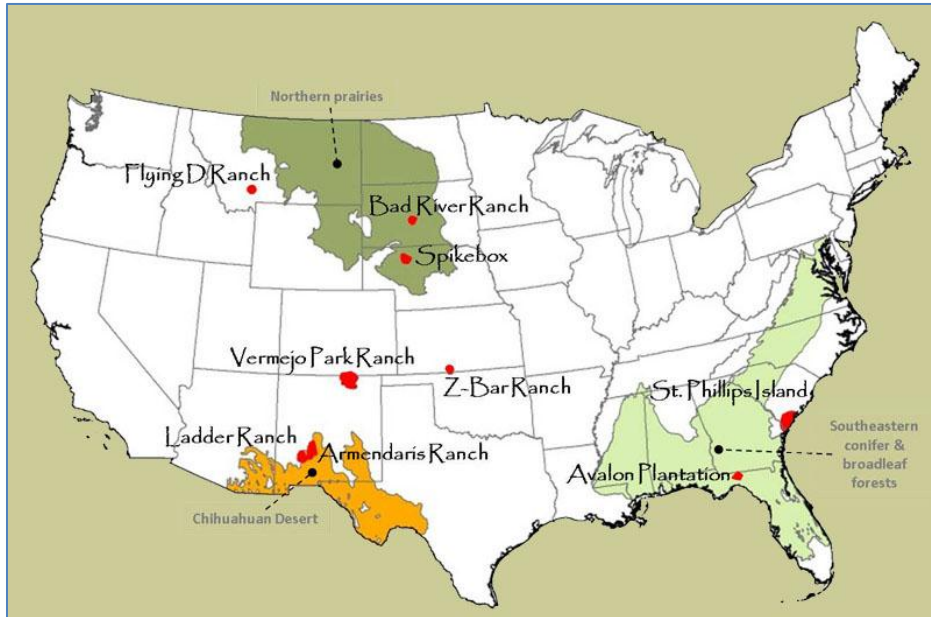 Northern prairies
Flying D Ranch
Bad River Ranch
Spikebox
Vermejo Park Ranch
Z-Bar Ranch
St. Phillips Island
Ladder Ranch
Armendaris Ranch
Southeastern
conifer &
broadleaf
forests
Avalon Plantation
Chihuahuan Desert